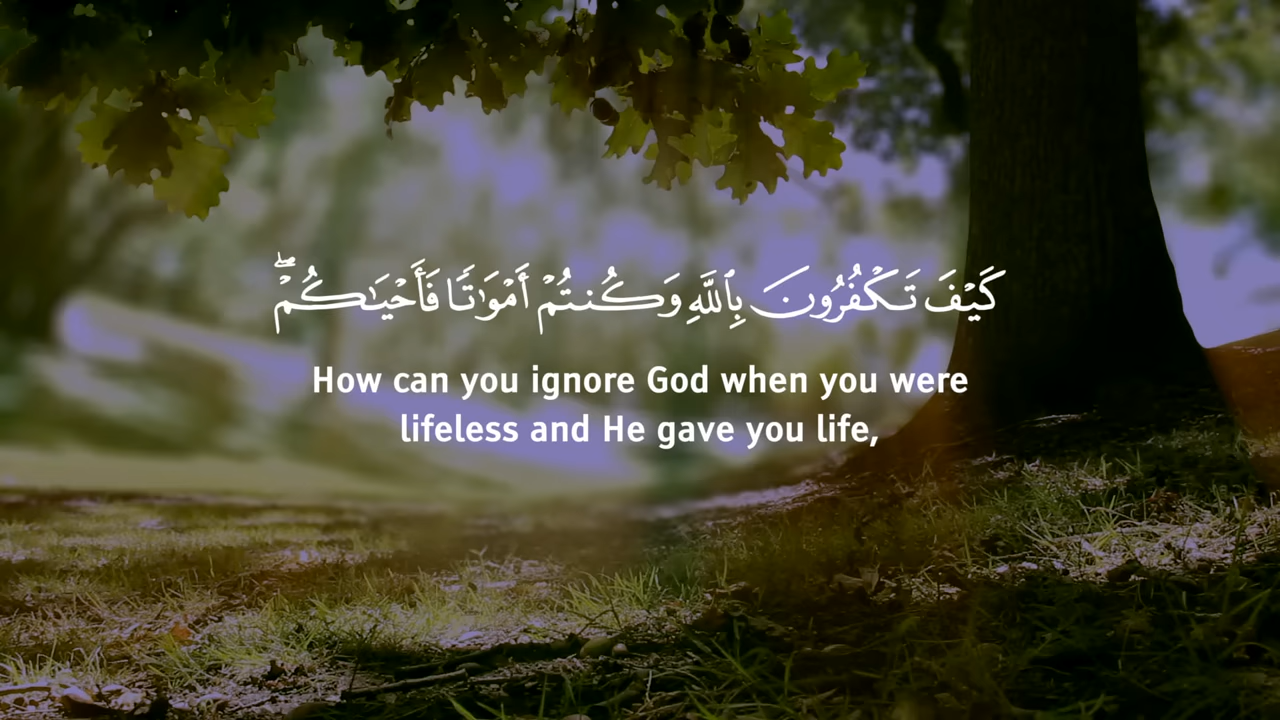 كَيْفَ تَكْفُرُونَ بِٱللَّهِ وَكُنتُمْ أَمْوَٰتًا فَأَحْيَـٰكُمْ ۖ
How can you ignore God when you were
lifeless and He gave you life,